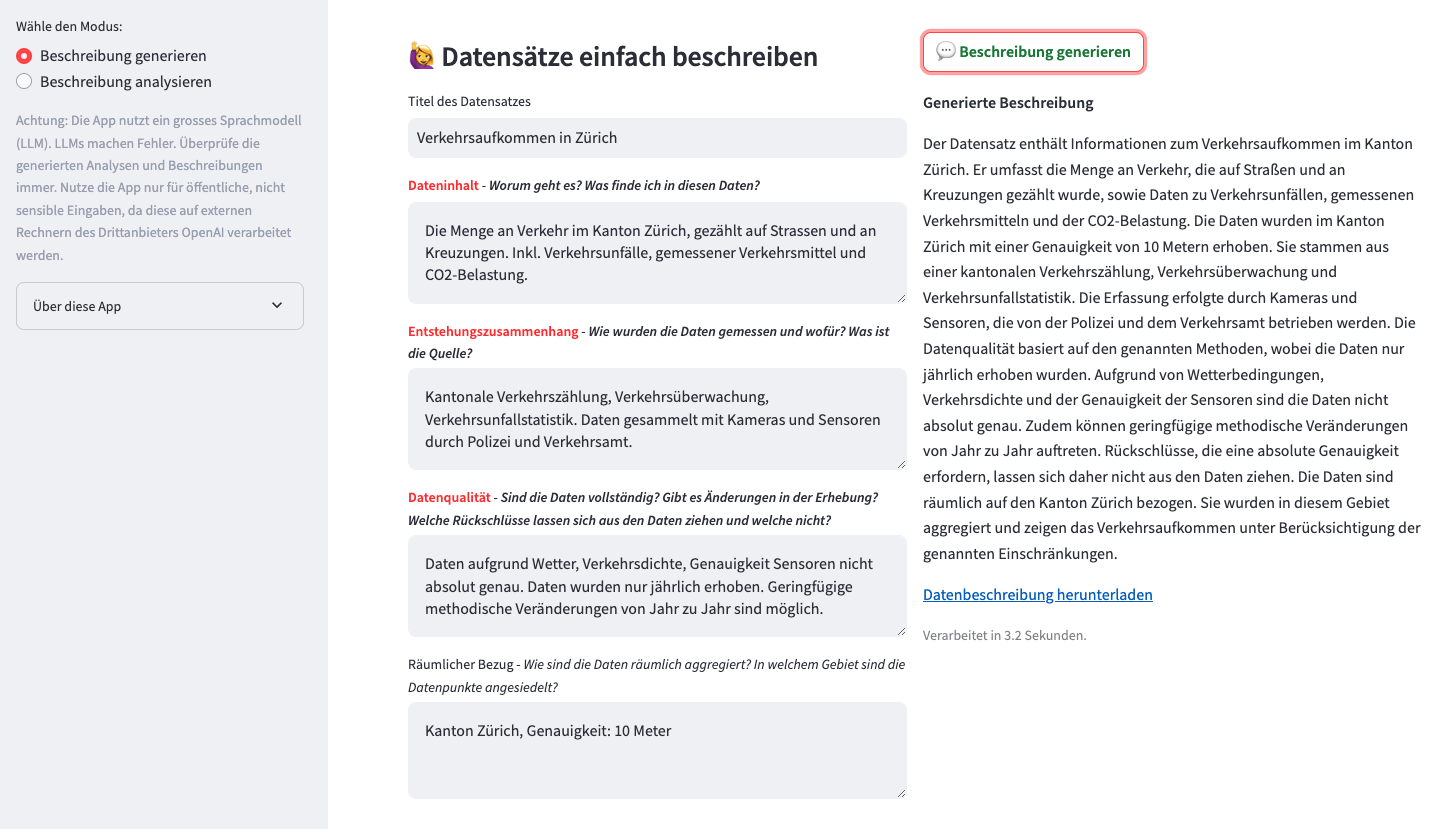 Wähle den Modus:
Beschreibung generieren
Beschreibung analysieren
Achtung: Die App nutzt ein grosses Sprachmodell
(LLM). LLMs machen Fehler. Überprüfe die
generierten Analysen und Beschreibungen
immer. Nutze die App nur für öffentliche, nicht
sensible Eingaben, da diese auf externen
Rechnern des Drittanbieters OpenAI verarbeitet
werden.
Über diese App
🙋‍♀️ Datensätze einfach beschreiben
Titel des Datensatzes
Verkehrsaufkommen in Zürich
Dateninhalt - Worum geht es? Was finde ich in diesen Daten?
Die Menge an Verkehr im Kanton Zürich, gezählt auf Strassen und an
Kreuzungen. Inkl. Verkehrsunfälle, gemessener Verkehrsmittel und
CO2-Belastung.
Entstehungszusammenhang - Wie wurden die Daten gemessen und wofür? Was ist
die Quelle?
Kantonale Verkehrszählung, Verkehrsüberwachung,
Verkehrsunfallstatistik. Daten gesammelt mit Kameras und Sensoren
durch Polizei und Verkehrsamt.
Datenqualität - Sind die Daten vollständig? Gibt es Änderungen in der Erhebung?
Welche Rückschlüsse lassen sich aus den Daten ziehen und welche nicht?
Daten aufgrund Wetter, Verkehrsdichte, Genauigkeit Sensoren nicht
absolut genau. Daten wurden nur jährlich erhoben. Geringfügige
methodische Veränderungen von Jahr zu Jahr sind möglich.
Räumlicher Bezug - Wie sind die Daten räumlich aggregiert? In welchem Gebiet sind die
Datenpunkte angesiedelt?
Kanton Zürich, Genauigkeit: 10 Meter
💬 Beschreibung generieren
Generierte Beschreibung
Der Datensatz enthält Informationen zum Verkehrsaufkommen im Kanton
Zürich. Er umfasst die Menge an Verkehr, die auf Straßen und an
Kreuzungen gezählt wurde, sowie Daten zu Verkehrsunfällen, gemessenen
Verkehrsmitteln und der CO2-Belastung. Die Daten wurden im Kanton
Zürich mit einer Genauigkeit von 10 Metern erhoben. Sie stammen aus
einer kantonalen Verkehrszählung, Verkehrsüberwachung und
Verkehrsunfallstatistik. Die Erfassung erfolgte durch Kameras und
Sensoren, die von der Polizei und dem Verkehrsamt betrieben werden. Die
Datenqualität basiert auf den genannten Methoden, wobei die Daten nur
jährlich erhoben wurden. Aufgrund von Wetterbedingungen,
Verkehrsdichte und der Genauigkeit der Sensoren sind die Daten nicht
absolut genau. Zudem können geringfügige methodische Veränderungen
von Jahr zu Jahr auftreten. Rückschlüsse, die eine absolute Genauigkeit
erfordern, lassen sich daher nicht aus den Daten ziehen. Die Daten sind
räumlich auf den Kanton Zürich bezogen. Sie wurden in diesem Gebiet
aggregiert und zeigen das Verkehrsaufkommen unter Berücksichtigung der
genannten Einschränkungen.
Datenbeschreibung herunterladen
Verarbeitet in 3.2 Sekunden.